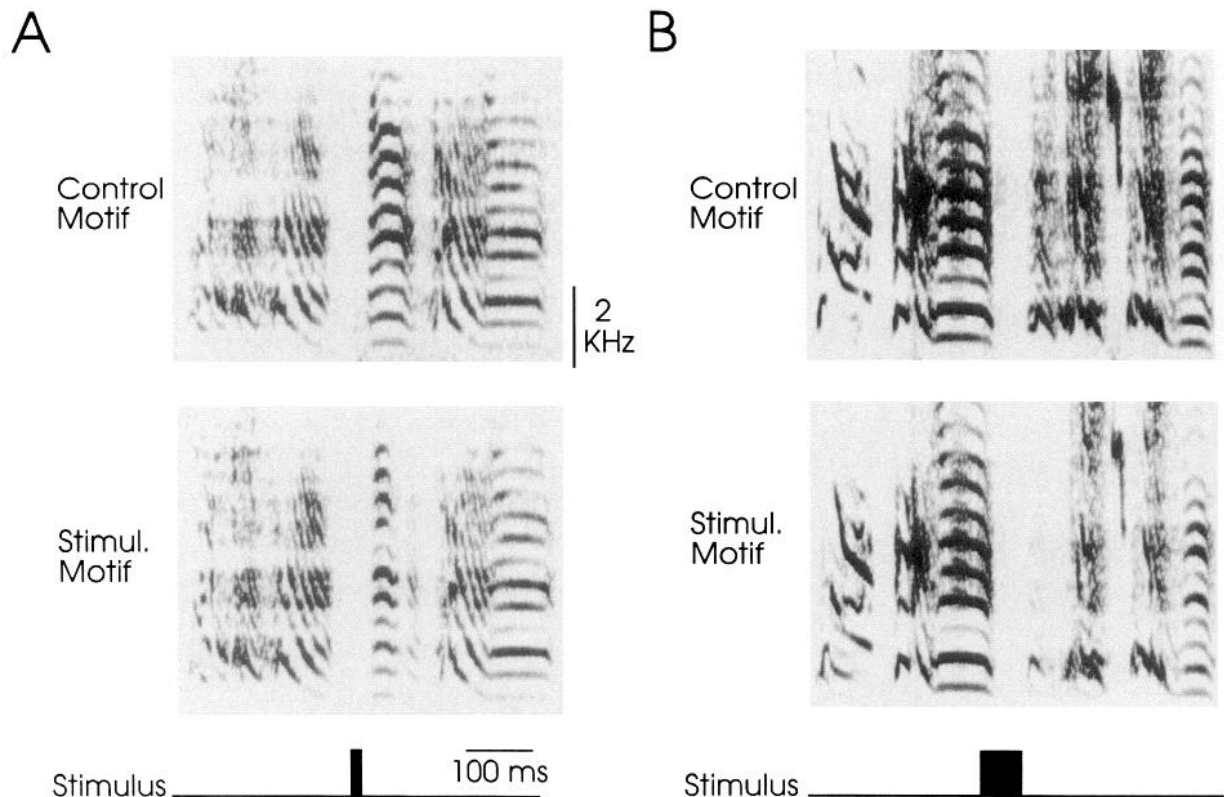 A
B
Control
Motif
2
KHz
Control
Motif
Stimul.
Motif
Stimul.
Motif
Stimulus
100 ms
Stimulus